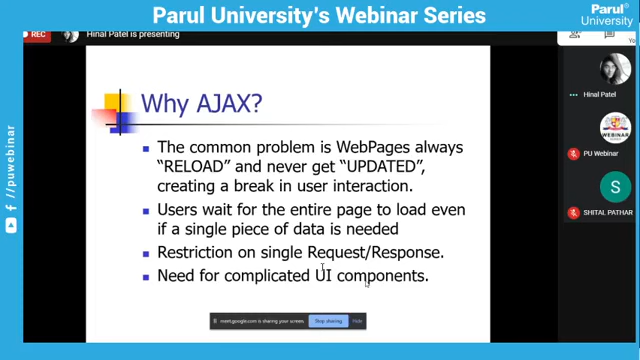 Parul University's Webinar Series
Parul®
University
REC
Hinal Patel is presenting
Yo
Why AJAX?
The common problem is WebPages always
"RELOAD" and never get "UPDATED",
creating a break in user interaction.
Users wait for the entire page to load even
if a single piece of data is needed
Restriction on single Request/Response.
Need for complicated UI components.
meet.google.com is sharing your screen.
Stop sharing
Hide
Hinal Patel
WEBINAR
PU Webinar
S
SHITAL PATHAR
/puwebinar